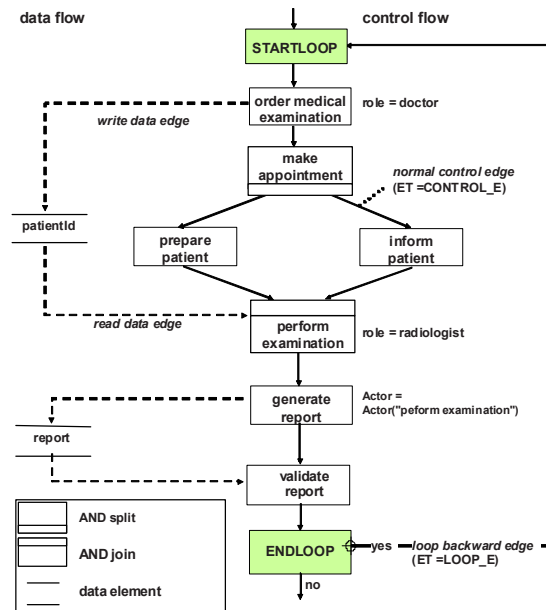 data flow
control flow
STARTLOOP
order medical
examination
role = doctor
write data edge
make
appointment
normal control edge
(ET =CONTROL_E)
patientId
prepare
patient
inform
patient
read data edge
perform
examination
role = radiologist
generate
report
Actor =
Actor("peform examination")
report
validate
report
AND split
AND join
data element
ENDLOOP
yes
loop backward edge
(ET =LOOP_E)
no